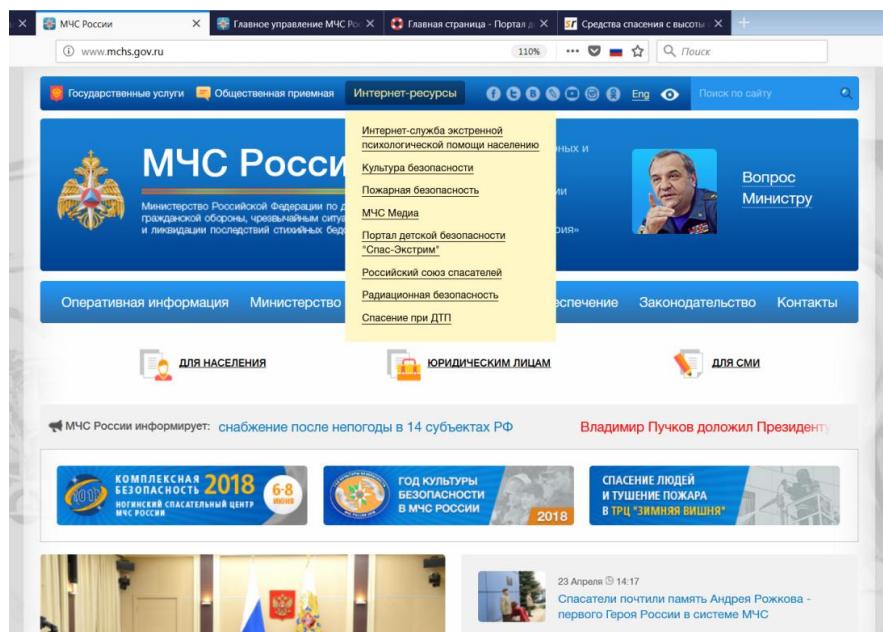 МЧС России
Главное управление МЧС Рос
Главная страница - Портал д
Средства спасения с высоты
www.mchs.gov.ru
110%
Поиск
Государственные услуги
Общественная приемная
Интернет-ресурсы
Eng
Поиск по сайту
Интернет-служба экстренной
психологической помощи населению
Культура безопасности
Пожарная безопасность
МЧС Медиа
Портал детской безопасности
"Спас-Экстрим"
Российский союз спасателей
Радиационная безопасность
Спасение при ДТП
МЧС Росси
Министерство Российской Федерации по д
гражданской обороны, чрезвычайным ситуа
и ликвидации последствий стихийных бед
ных и
ии
рия»
Вопрос
Министру
Оперативная информация
Министерство
еспечение
Законодательство
Контакты
ДЛЯ НАСЕЛЕНИЯ
ЮРИДИЧЕСКИМ ЛИЦАМ
ДЛЯ СМИ
МЧС России информирует:
снабжение после непогоды в 14 субъектах РФ
Владимир Пучков доложил Президенту
КОМПЛЕКСНАЯ
БЕЗОПАСНОСТЬ 2018
НОГИНСКИЙ СПАСАТЕЛЬНЫЙ ЦЕНТР
МЧС РОССИИ
6-8
ИЮНЯ
ГОД КУЛЬТУРЫ
БЕЗОПАСНОСТИ
В МЧС РОССИИ
2018
СПАСЕНИЕ ЛЮДЕЙ
И ТУШЕНИЕ ПОЖАРА
В ТРЦ "ЗИМНЯЯ ВИШНЯ"
23 Апреля 14:17
Спасатели почтили память Андрея Рожкова -
первого Героя России в системе МЧС